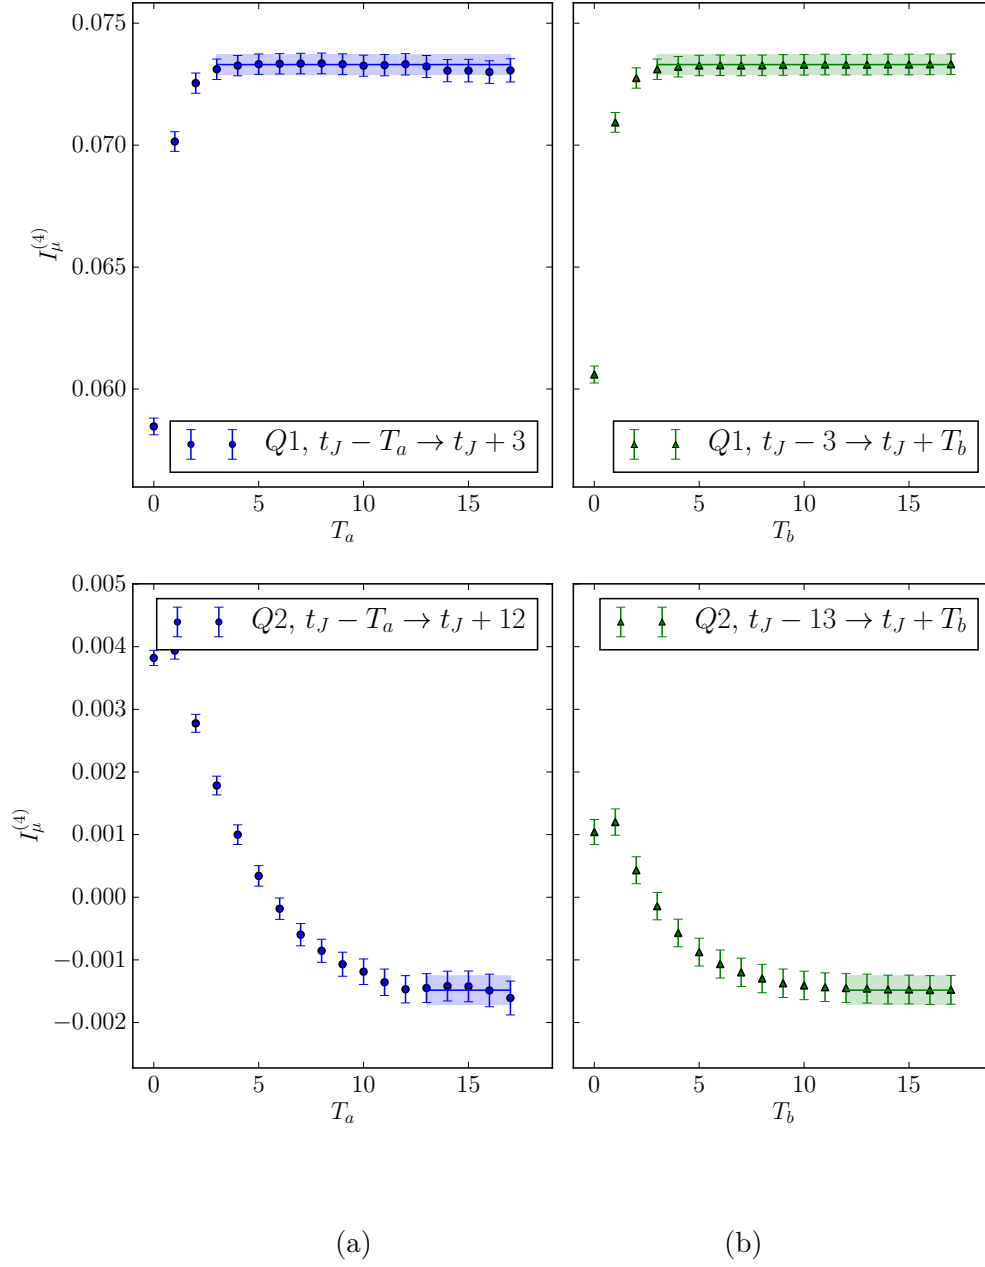 0.075
0.070
0.065
0.060
I_μ^{(4)}
Q1, t_J − T_a → t_J + 3
0 5 10 15
T_a
Q1, t_J − 3 → t_J + T_b
0 5 10 15
T_b
0.005
0.004
0.003
0.002
0.001
0.000
−0.001
−0.002
I_μ^{(4)}
Q2, t_J − T_a → t_J + 12
0 5 10 15
T_a
Q2, t_J − 13 → t_J + T_b
0 5 10 15
T_b
(a) (b)